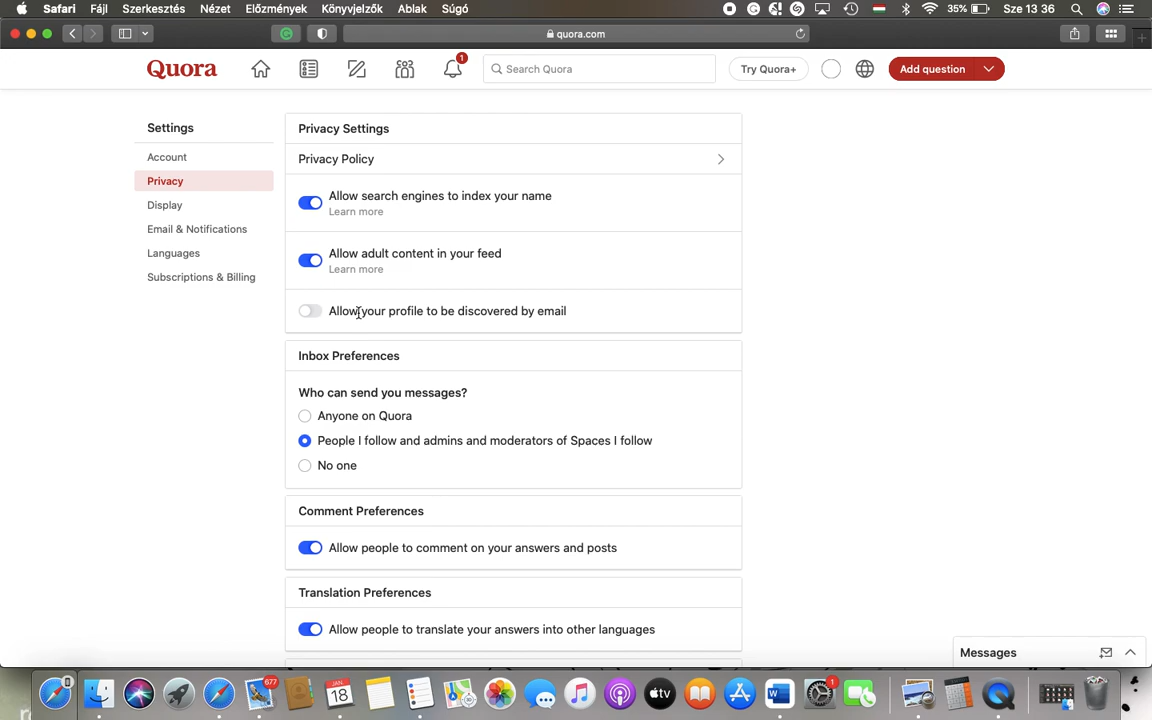 Safari Fájl Szerkesztés Nézet Előzmények Könyvjelzők Ablak Súgó 35% Sze 13 36
quora.com
Quora 1 Search Quora Try Quora+ Add question
Settings
Account
Privacy
Display
Email & Notifications
Languages
Subscriptions & Billing
Privacy Settings
Privacy Policy
Allow search engines to index your name
Learn more
Allow adult content in your feed
Learn more
Allow your profile to be discovered by email
Inbox Preferences
Who can send you messages?
Anyone on Quora
People I follow and admins and moderators of Spaces I follow
No one
Comment Preferences
Allow people to comment on your answers and posts
Translation Preferences
Allow people to translate your answers into other languages
Messages
677 JAN. 18 tv W 1